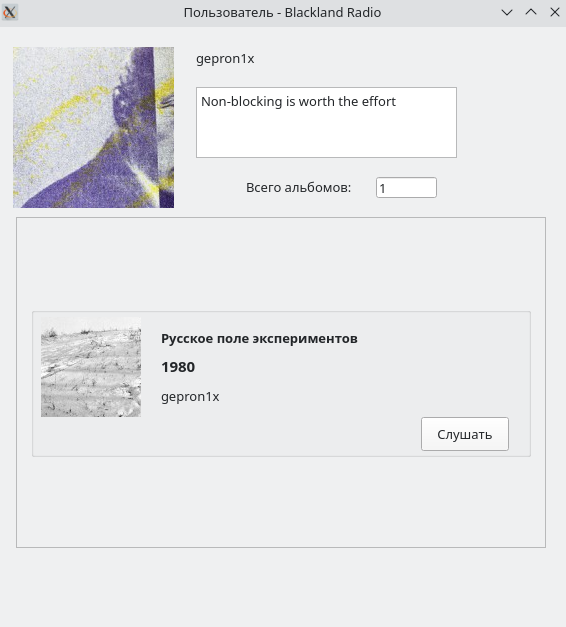 Пользователь - Blackland Radio
gepron1x
Non-blocking is worth the effort
Всего альбомов: 1
Русское поле экспериментов
1980
gepron1x
Слушать